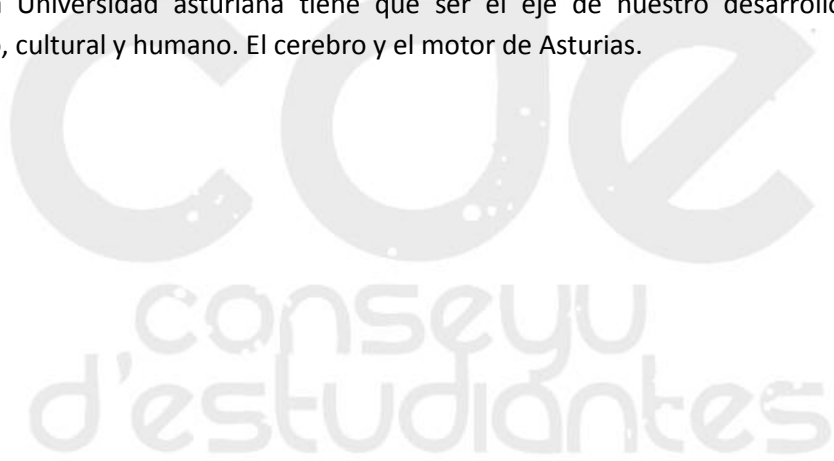 Universidad asturiana tiene que ser el eje de nuestro desarrollo
, cultural y humano. El cerebro y el motor de Asturias.
cde
conseyu
d'estudiantes